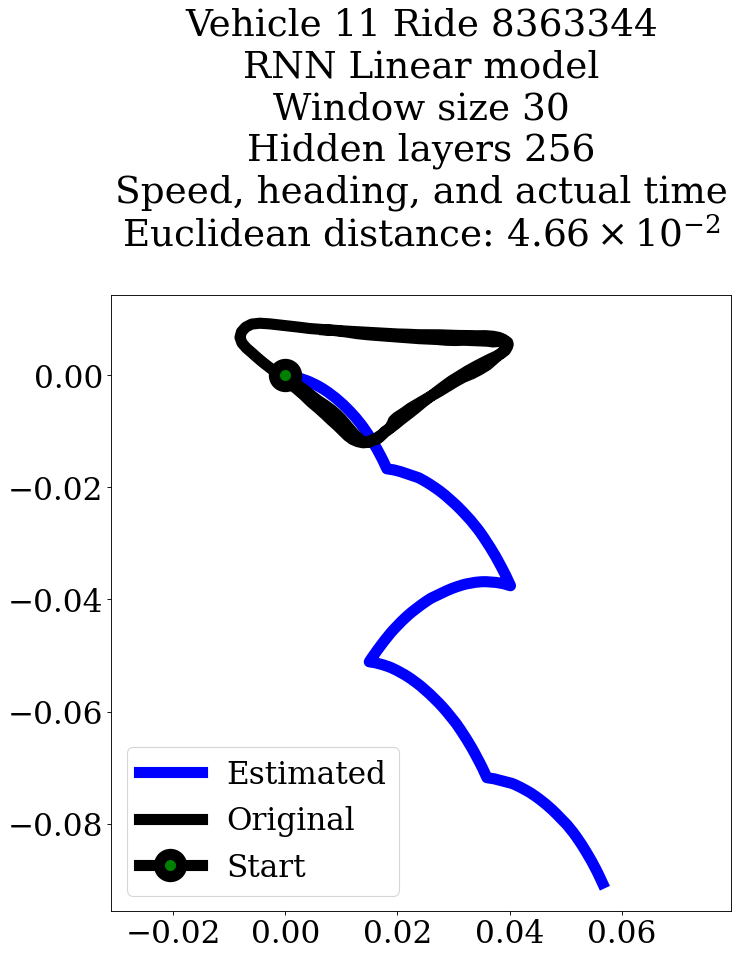 Vehicle 11 Ride 8363344
RNN Linear model
Window size 30
Hidden layers 256
Speed, heading, and actual time
Euclidean distance: 4.66 × 10⁻²
0.00
−0.02
−0.04
−0.06
−0.08
Estimated
Original
Start
−0.02 0.00 0.02 0.04 0.06